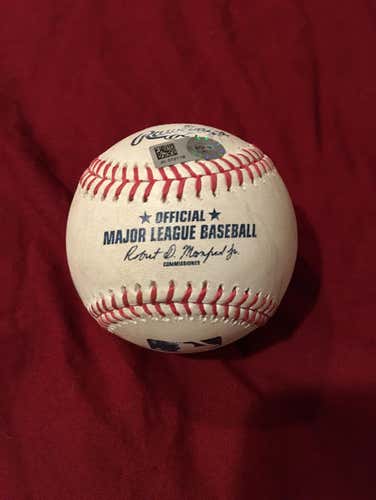 Rawlings
OFFICIAL
MAJOR LEAGUE BASEBALL
Robert D. Manfred Jr.
COMMISSIONER